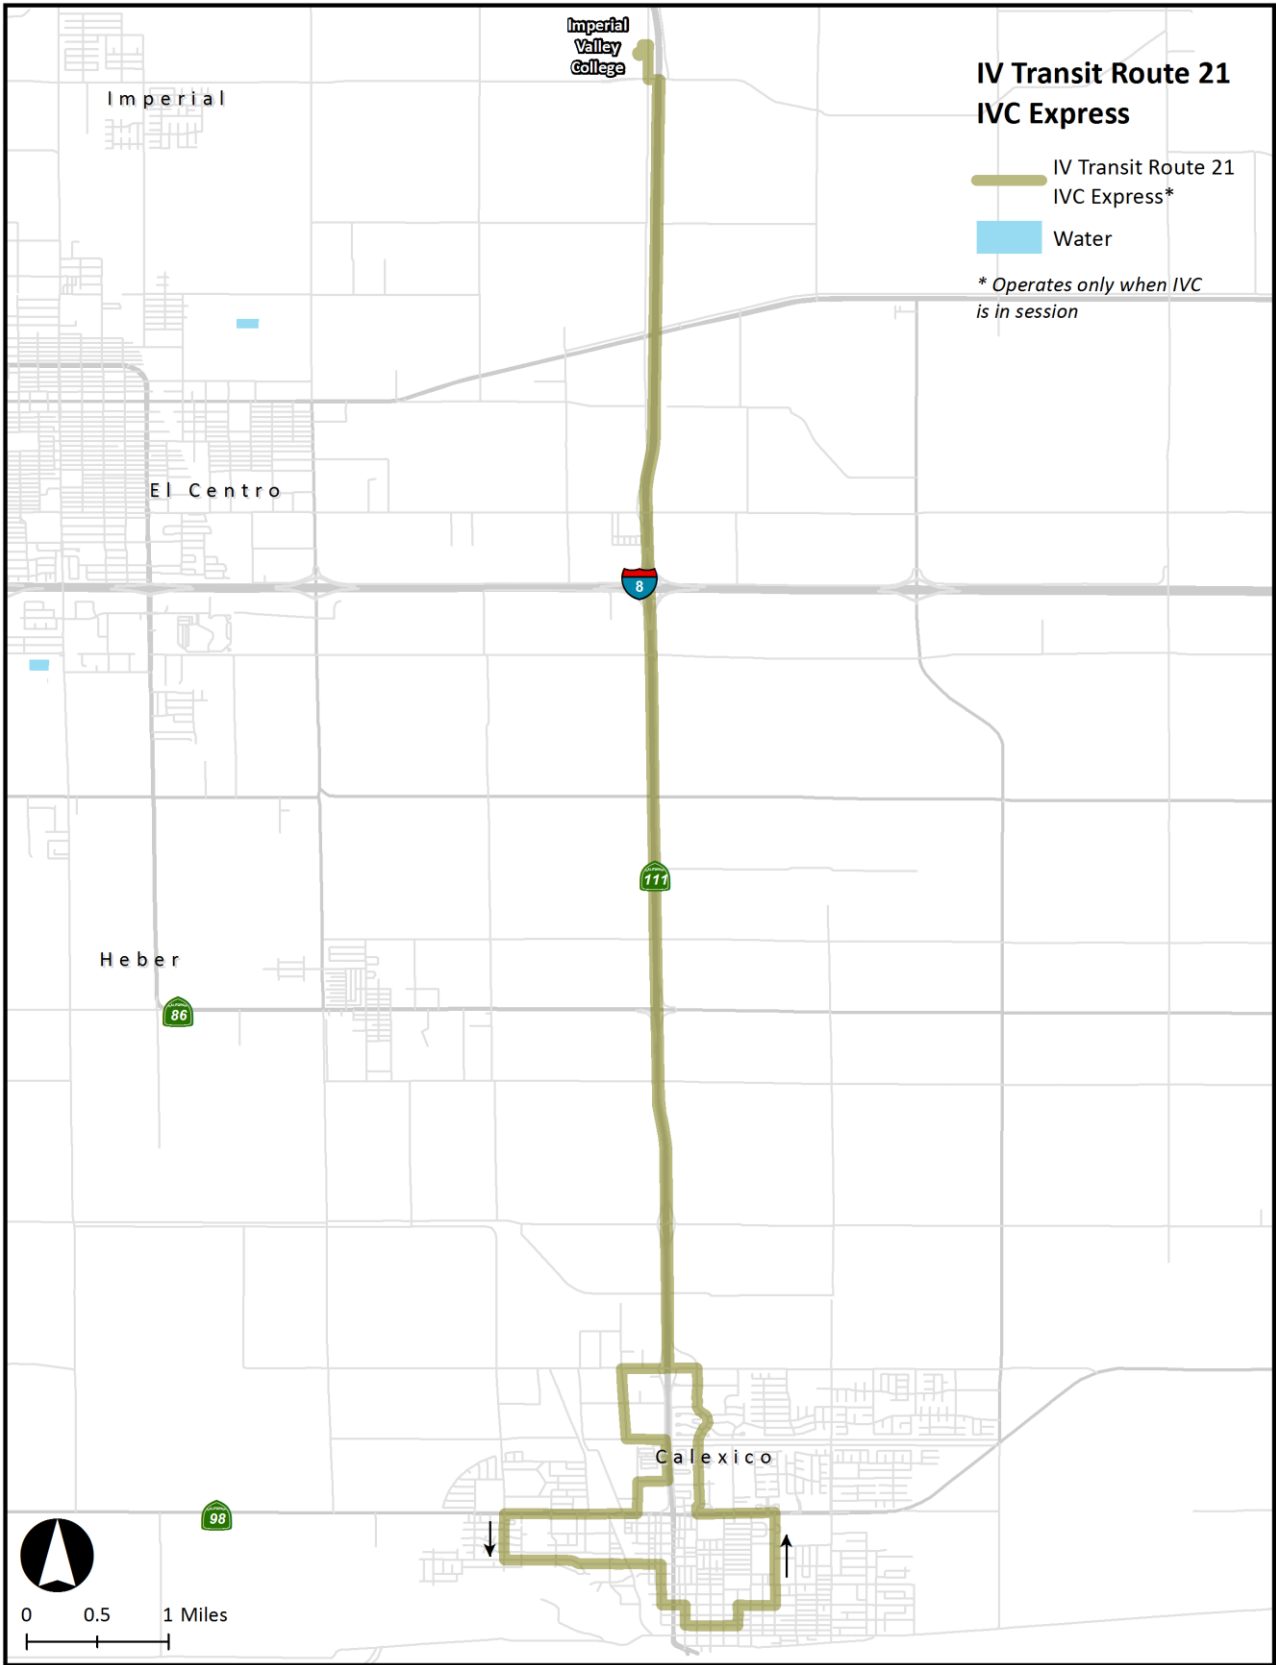 Imperial
Valley
College
IV Transit Route 21
IVC Express
IV Transit Route 21
IVC Express*
Water
* Operates only when IVC
is in session
Imperial
El Centro
8
111
Heber
86
Calexico
98
0 0.5 1 Miles